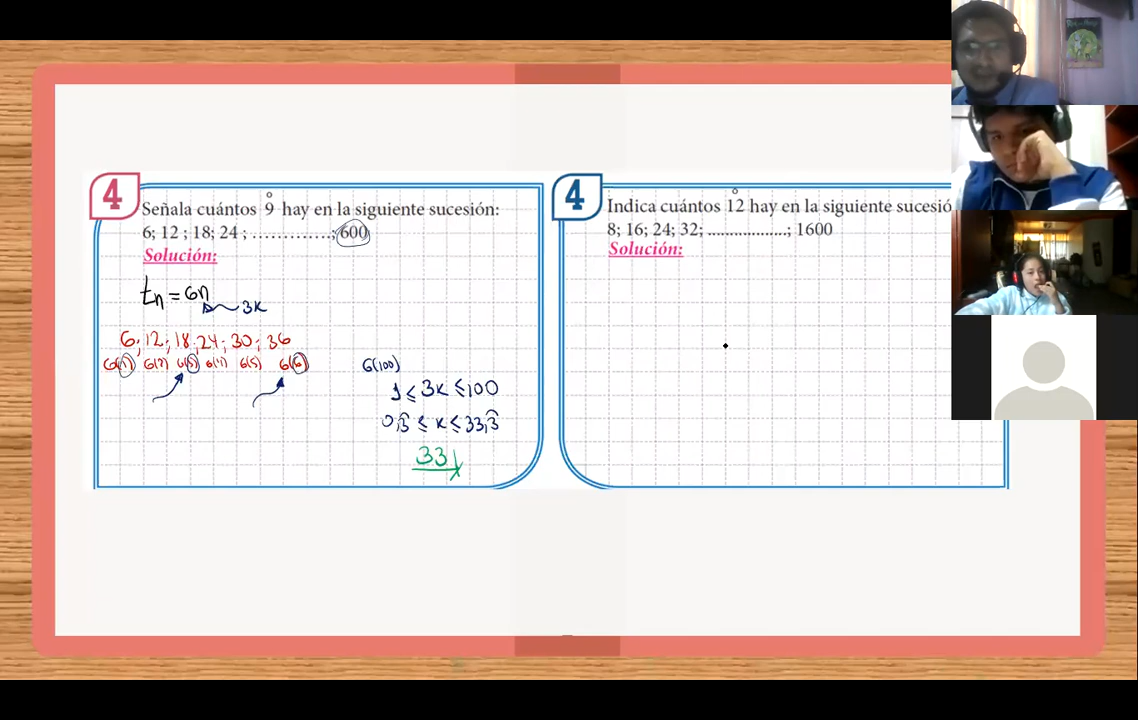 4
Señala cuántos 9̊ hay en la siguiente sucesión:
6; 12 ; 18; 24 ; ..............; 600
Solución:
tn = 6n
3K
6; 12; 18; 24; 30; 36
6(1) 6(2) 6(3) 6(4) 6(5) 6(6)
6(100)
1 ≤ 3K ≤ 100
0,3̑ ≤ K ≤ 33,3̑
33
4
Indica cuántos 12̊ hay en la siguiente sucesió
8; 16; 24; 32; ..................; 1600
Solución: